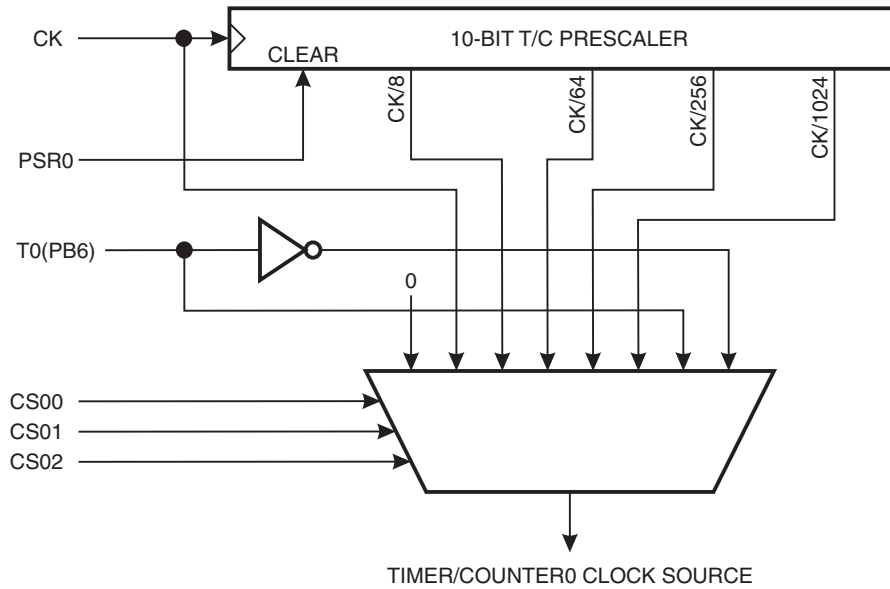 CK
10-BIT T/C PRESCALER
CLEAR
CK/8
CK/64
CK/256
CK/1024
PSR0
T0(PB6)
0
CS00
CS01
CS02
TIMER/COUNTER0 CLOCK SOURCE